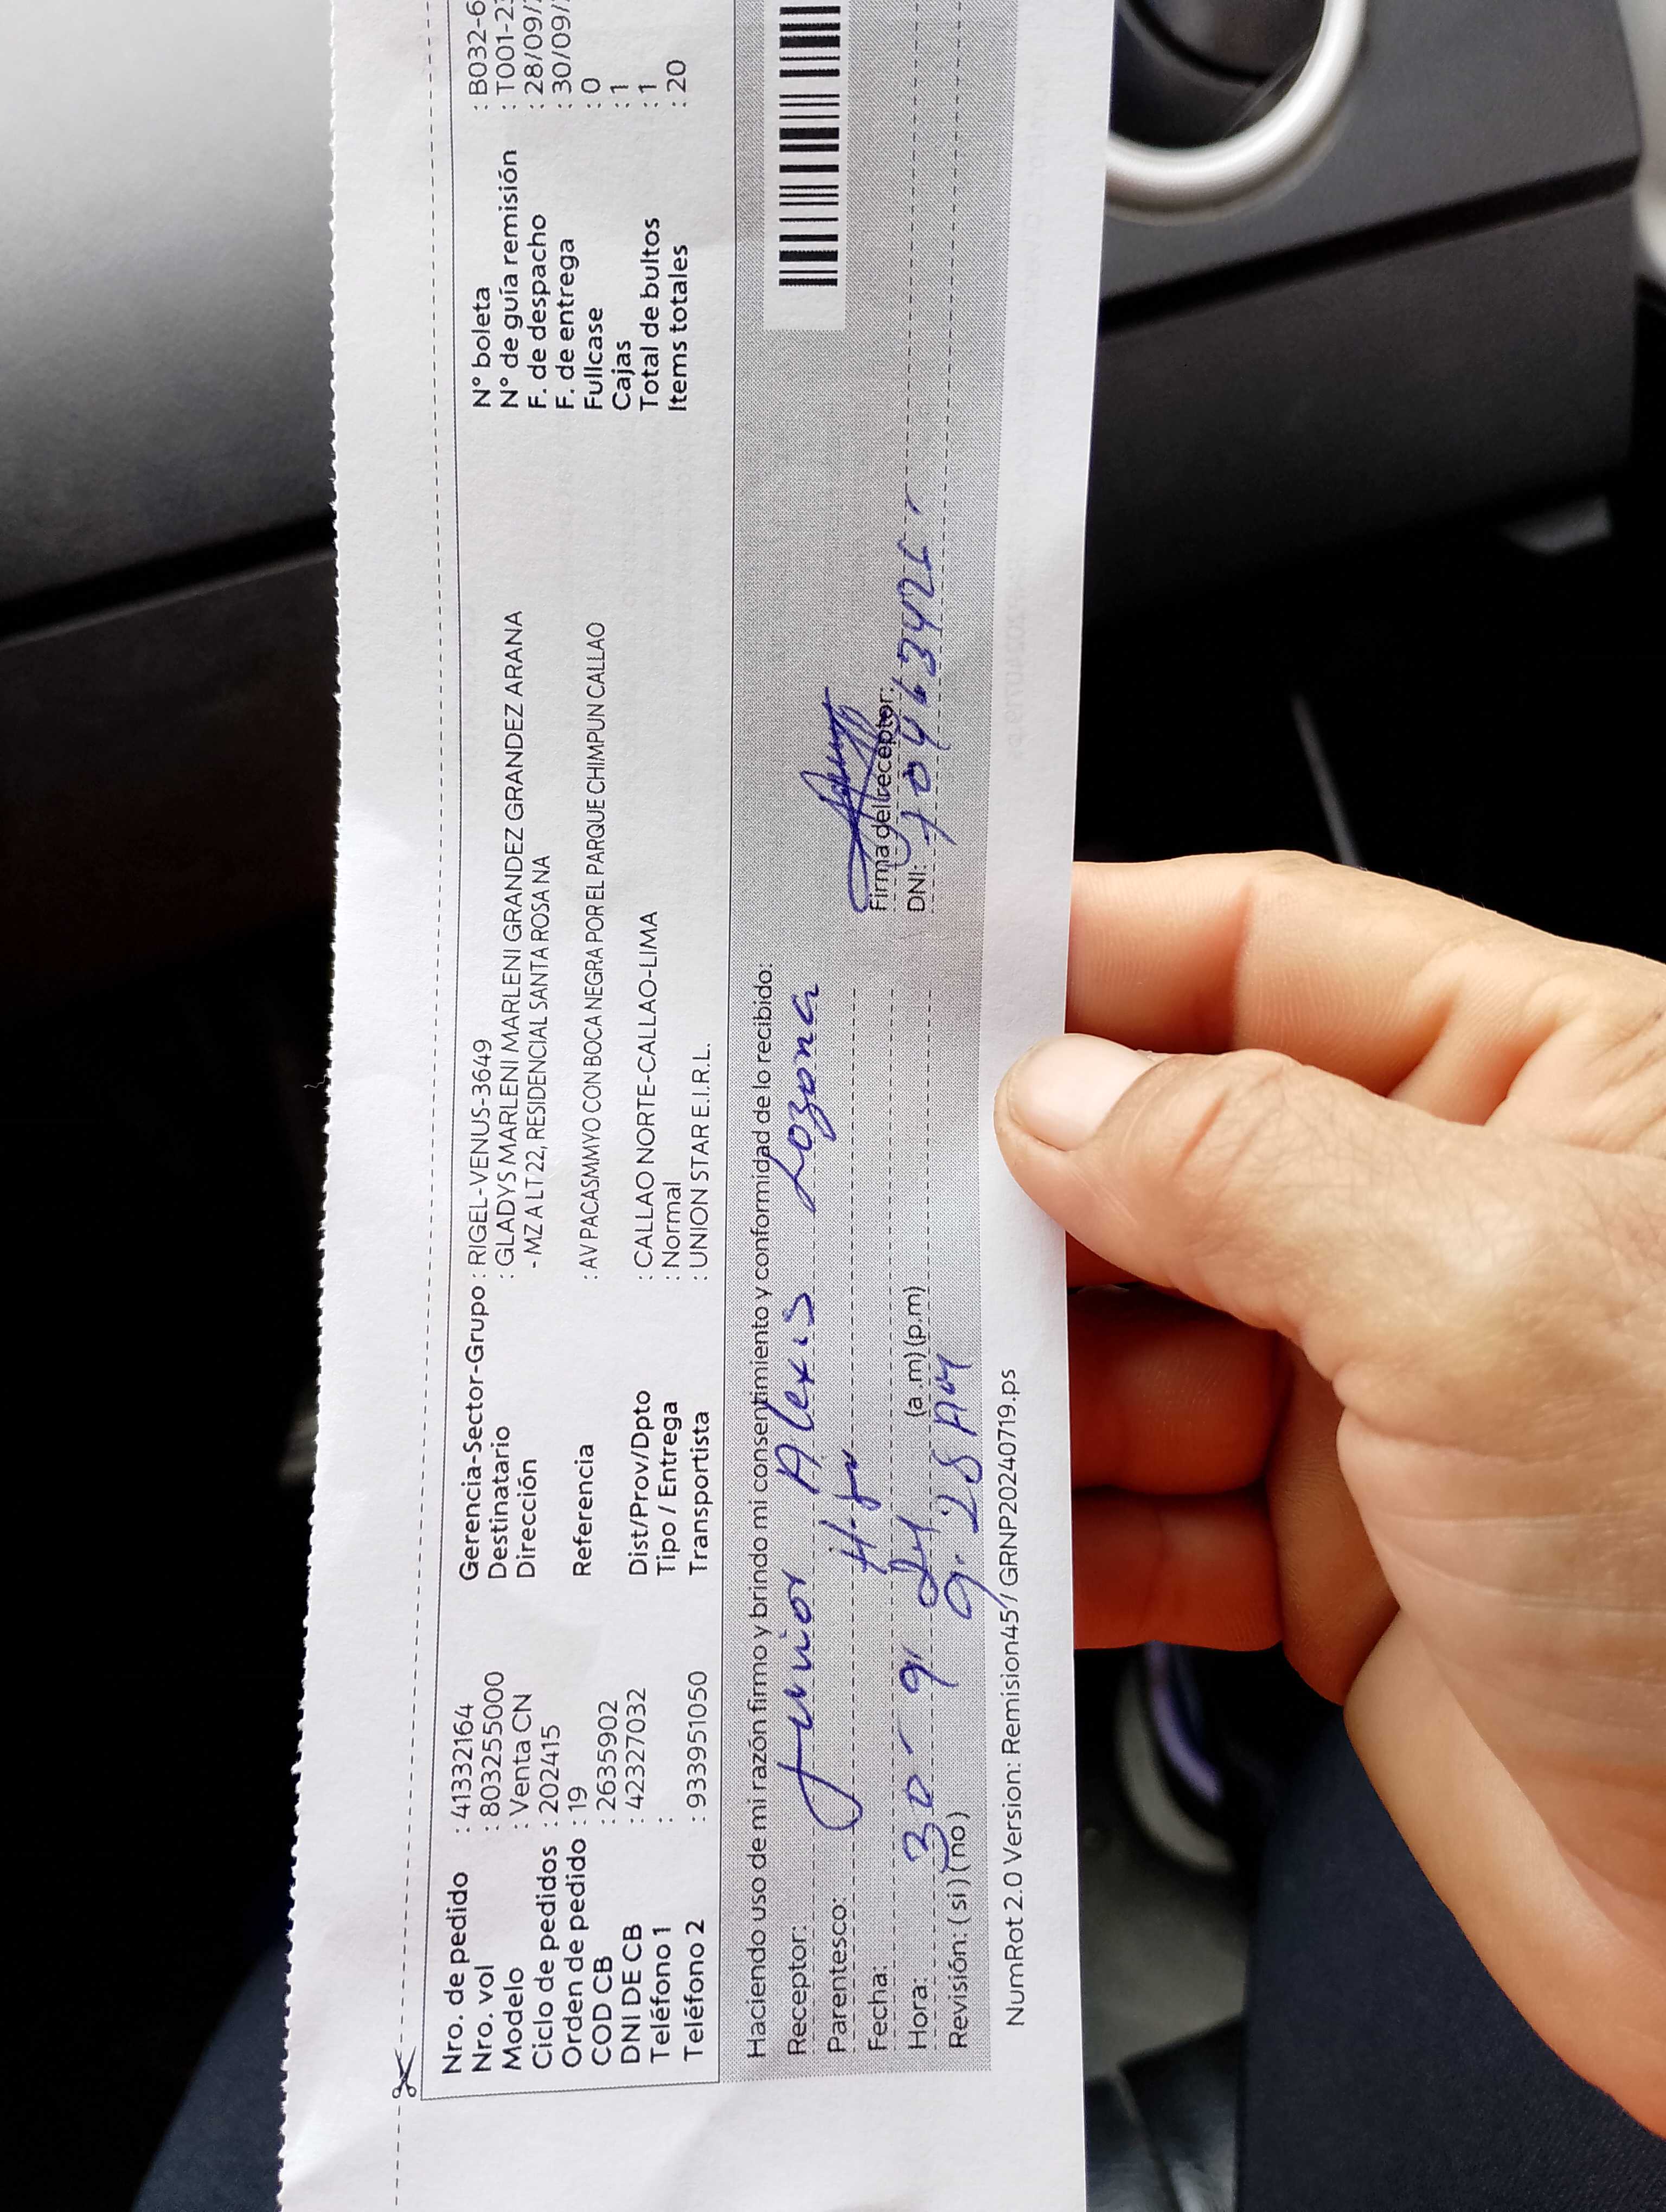 Nro. de pedido : 41332164
Nro. vol : 803255000
Modelo : Venta CN
Ciclo de pedidos : 202415
Orden de pedido : 19
COD CB : 2635902
DNI DE CB : 42327032
Teléfono 1 :
Teléfono 2 : 933951050
Gerencia-Sector-Grupo : RIGEL-VENUS-3649
Destinatario : GLADYS MARLENI MARLENI GRANDEZ GRANDEZ ARANA
Dirección - MZ A LT 22, RESIDENCIAL SANTA ROSA NA
Referencia : AV PACASMMYO CON BOCA NEGRA POR EL PARQUE CHIMPUN CALLAO
Dist/Prov/Dpto : CALLAO NORTE-CALLAO-LIMA
Tipo / Entrega : Normal
Transportista : UNION STAR E.I.R.L.
N° boleta : B032-6
N° de guía remisión : T001-23
F. de despacho : 28/09/
F. de entrega : 30/09/
Fullcase : 0
Cajas : 1
Total de bultos : 1
Items totales : 20
Haciendo uso de mi razón firmo y brindo mi consentimiento y conformidad de lo recibido:
Receptor: Junior Alexis Lozona
Parentesco:
Fecha: 30-9 24
Hora: 9.28 AM (a.m) (p.m)
Revisión: (si) (no)
Firma del receptor:
DNI:
NumRot 2.0 Version: Remision45 / GRNP20240719.ps